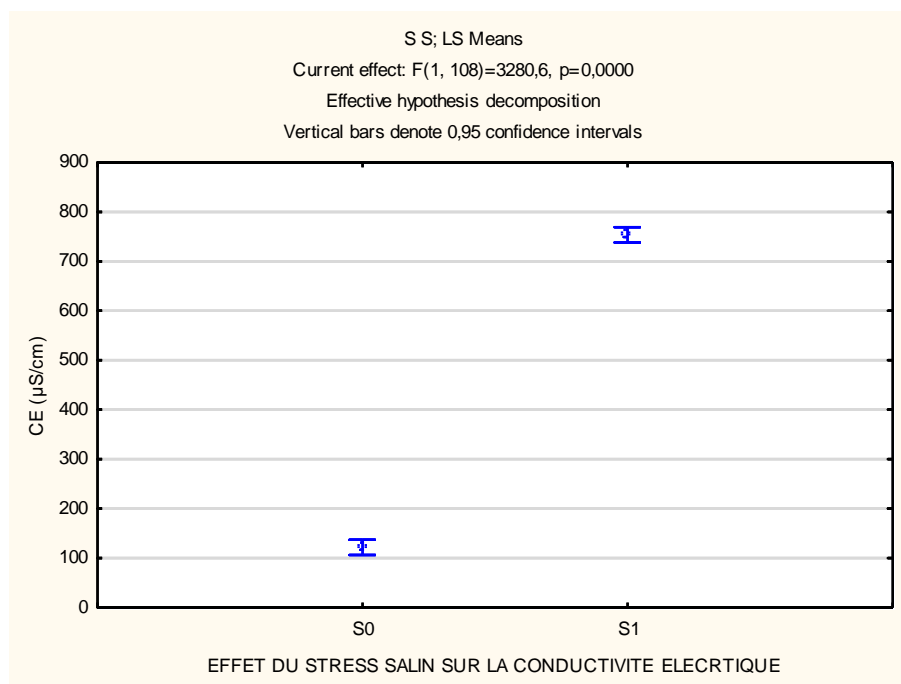 S S; LS Means
Current effect: F(1, 108)=3280,6, p=0,0000
Effective hypothesis decomposition
Vertical bars denote 0,95 confidence intervals
900
800
700
600
500
400
300
200
100
0
CE (µS/cm)
S0 S1
EFFET DU STRESS SALIN SUR LA CONDUCTIVITE ELECRTIQUE